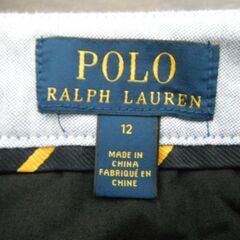 POLO
RALPH LAUREN
12
MADE IN
CHINA
FABRIQUÉ EN
CHINE